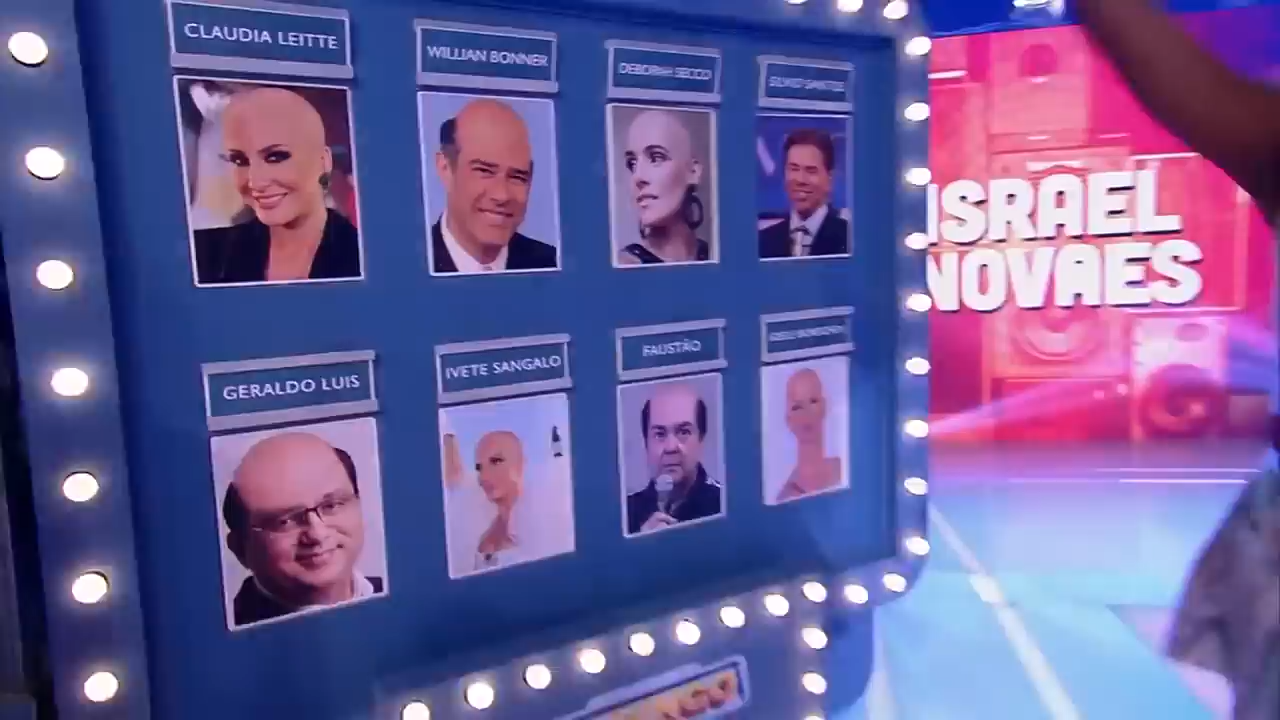 CLAUDIA LEITTE
WILLIAN BONNER
DEBORAH SECCO
SILVIO SANTOS
GERALDO LUIS
IVETE SANGALO
FAUSTÃO
ISRAEL
NOVAES